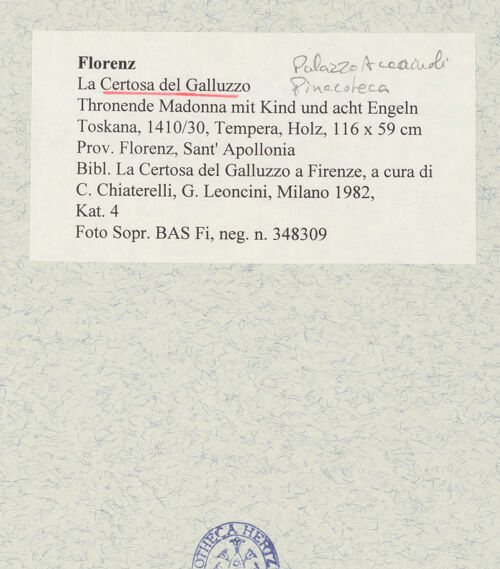 Florenz
Palazzo Acciaiuoli
La Certosa del Galluzzo
Pinacoteca
Thronende Madonna mit Kind und acht Engeln
Toskana, 1410/30, Tempera, Holz, 116 x 59 cm
Prov. Florenz, Sant' Apollonia
Bibl. La Certosa del Galluzzo a Firenze, a cura di
C. Chiaterelli, G. Leoncini, Milano 1982,
Kat. 4
Foto Sopr. BAS Fi, neg. n. 348309